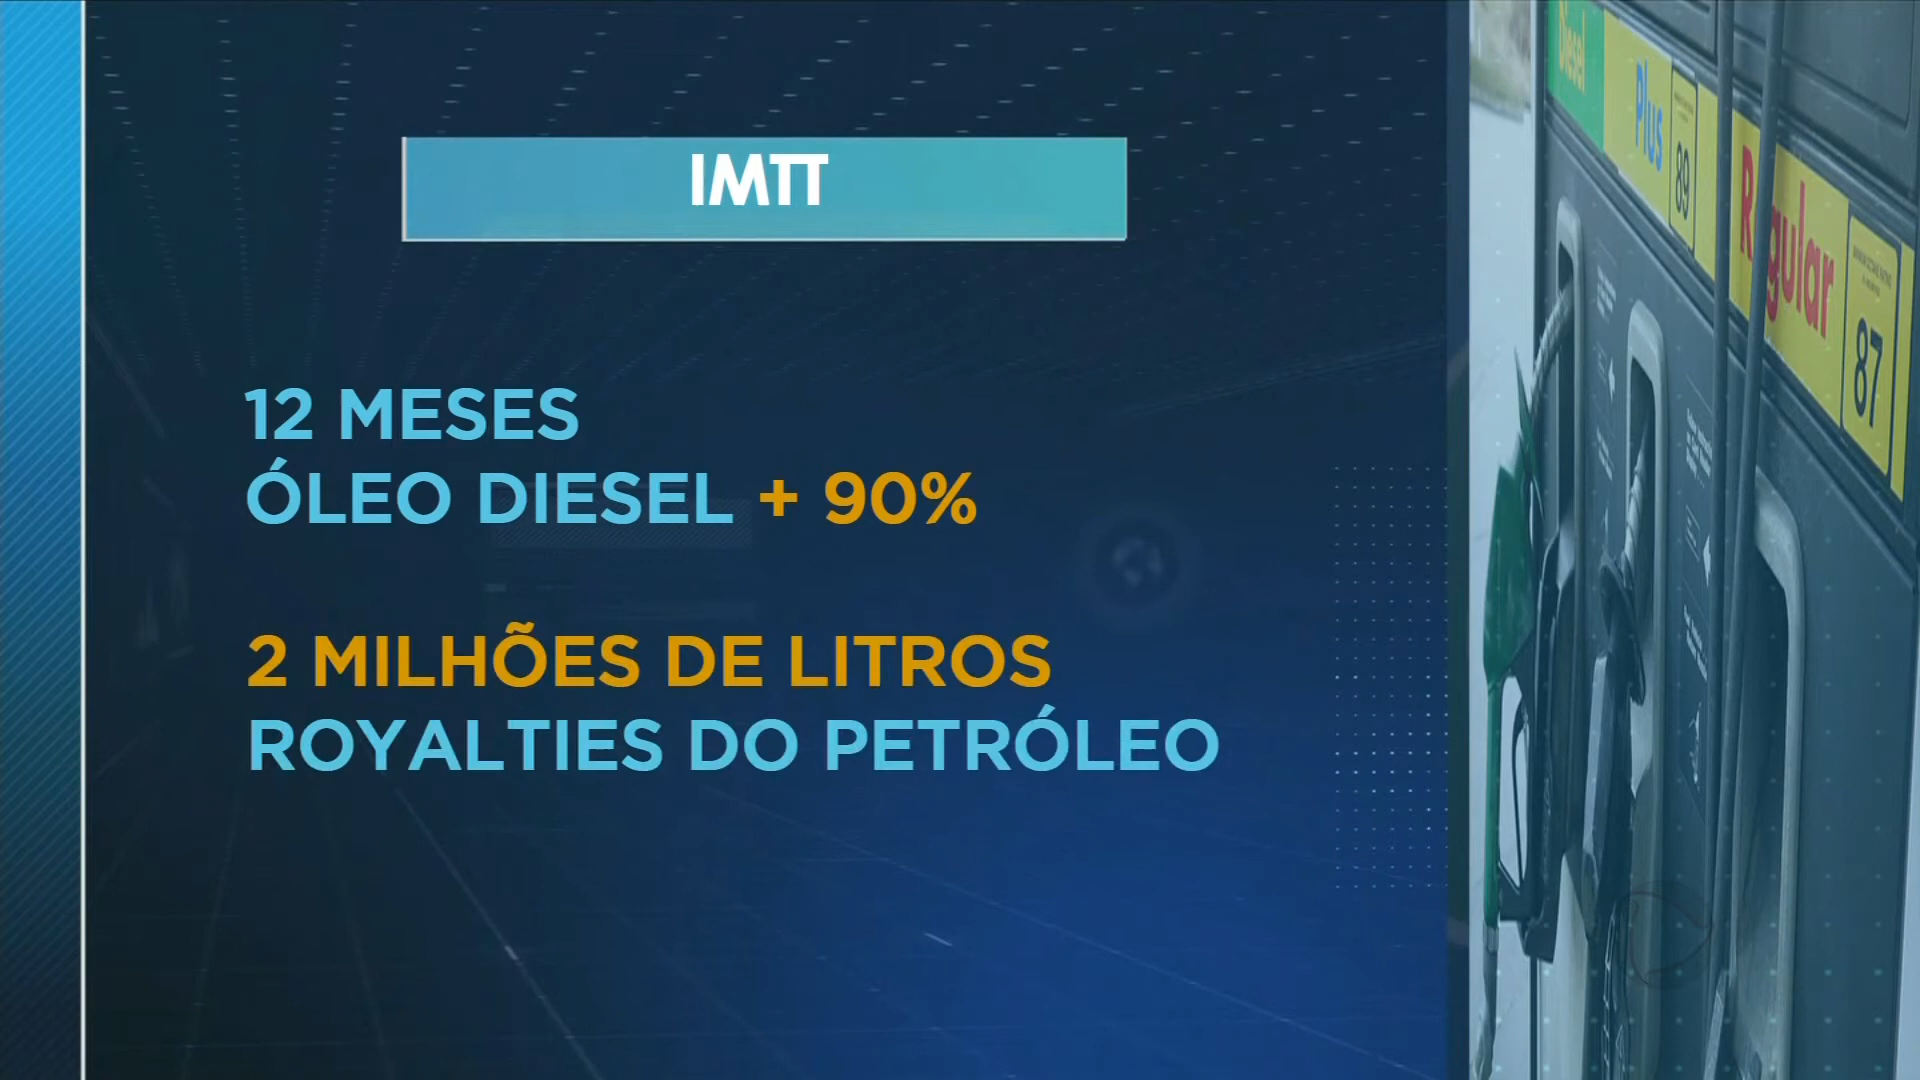 IMTT
12 MESES
ÓLEO DIESEL + 90%
2 MILHÕES DE LITROS
ROYALTIES DO PETRÓLEO
Diesel
Plus
89
Regular
87